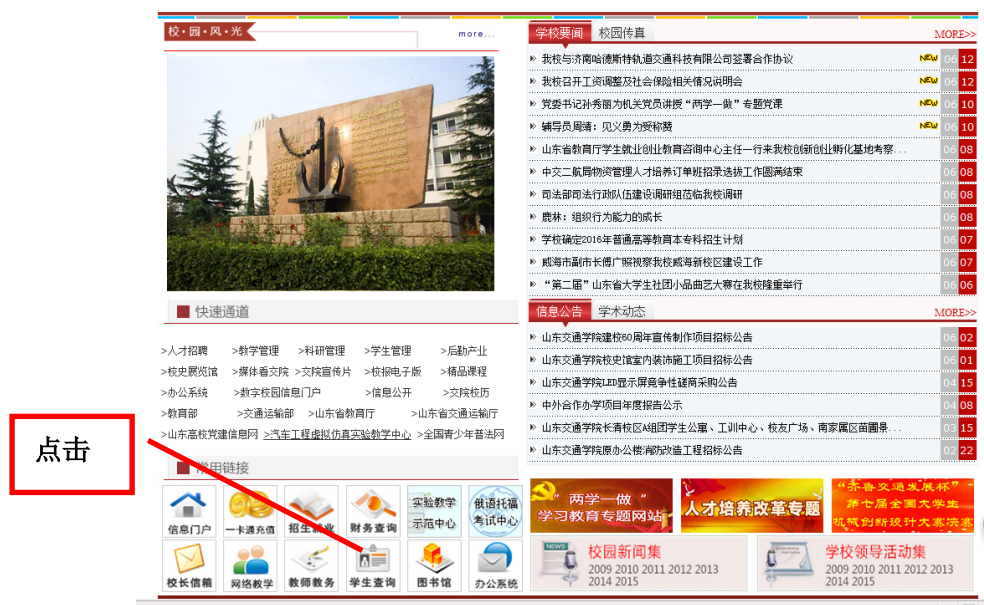 校·园·风·光
more...
学校要闻 校园传真 MORE>>
我校与济南哈德斯特轨道交通科技有限公司签署合作协议 NEW 06 12
我校召开工资调整及社会保险相关情况说明会 NEW 06 12
党委书记孙秀丽为机关党员讲授“两学一做”专题党课 NEW 06 10
辅导员周清：见义勇为受称赞 NEW 06 10
山东省教育厅学生就业创业教育咨询中心主任一行来我校创新创业孵化基地考察... 06 08
中交二航局物资管理人才培养订单班招录选拔工作圆满结束 06 08
司法部司法行政队伍建设调研组莅临我校调研 06 08
鹿林：组织行为能力的成长 06 08
学校确定2016年普通高等教育本专科招生计划 06 07
威海市副市长傅广照视察我校威海新校区建设工作 06 07
“第二届”山东省大学生社团小品曲艺大赛在我校隆重举行 06 06
快速通道
>人才招聘 >教学管理 >科研管理 >学生管理 >后勤产业
>校史展览馆 >媒体看交院 >交院宣传片 >校报电子版 >精品课程
>办公系统 >数字校园信息门户 >信息公开 >交院校历
>教育部 >交通运输部 >山东省教育厅 >山东省交通运输厅
>山东高校党建信息网 >汽车工程虚拟仿真实验教学中心 >全国青少年普法网
信息公告 学术动态 MORE>>
山东交通学院建校60周年宣传制作项目招标公告 06 02
山东交通学院校史馆室内装饰施工项目招标公告 06 01
山东交通学院LED显示屏竞争性磋商采购公告 04 15
中外合作办学项目年度报告公示 04 08
山东交通学院长清校区A组团学生公寓、工训中心、校友广场、南家属区苗圃景... 03 15
山东交通学院原办公楼消防改造工程招标公告 02 22
点击
常用链接
信息门户 一卡通充值 招生就业 财务查询 实验教学示范中心 俄语托福考试中心
校长信箱 网络教学 教师教务 学生查询 图书馆 办公系统
“两学一做”
学习教育专题网站
人才培养改革专题
“齐鲁交通发展杯”
第七届全国大学生
机械创新设计大赛决赛
NEWS
校园新闻集
2009 2010 2011 2012 2013
2014 2015
学校领导活动集
2009 2010 2011 2012 2013
2014 2015